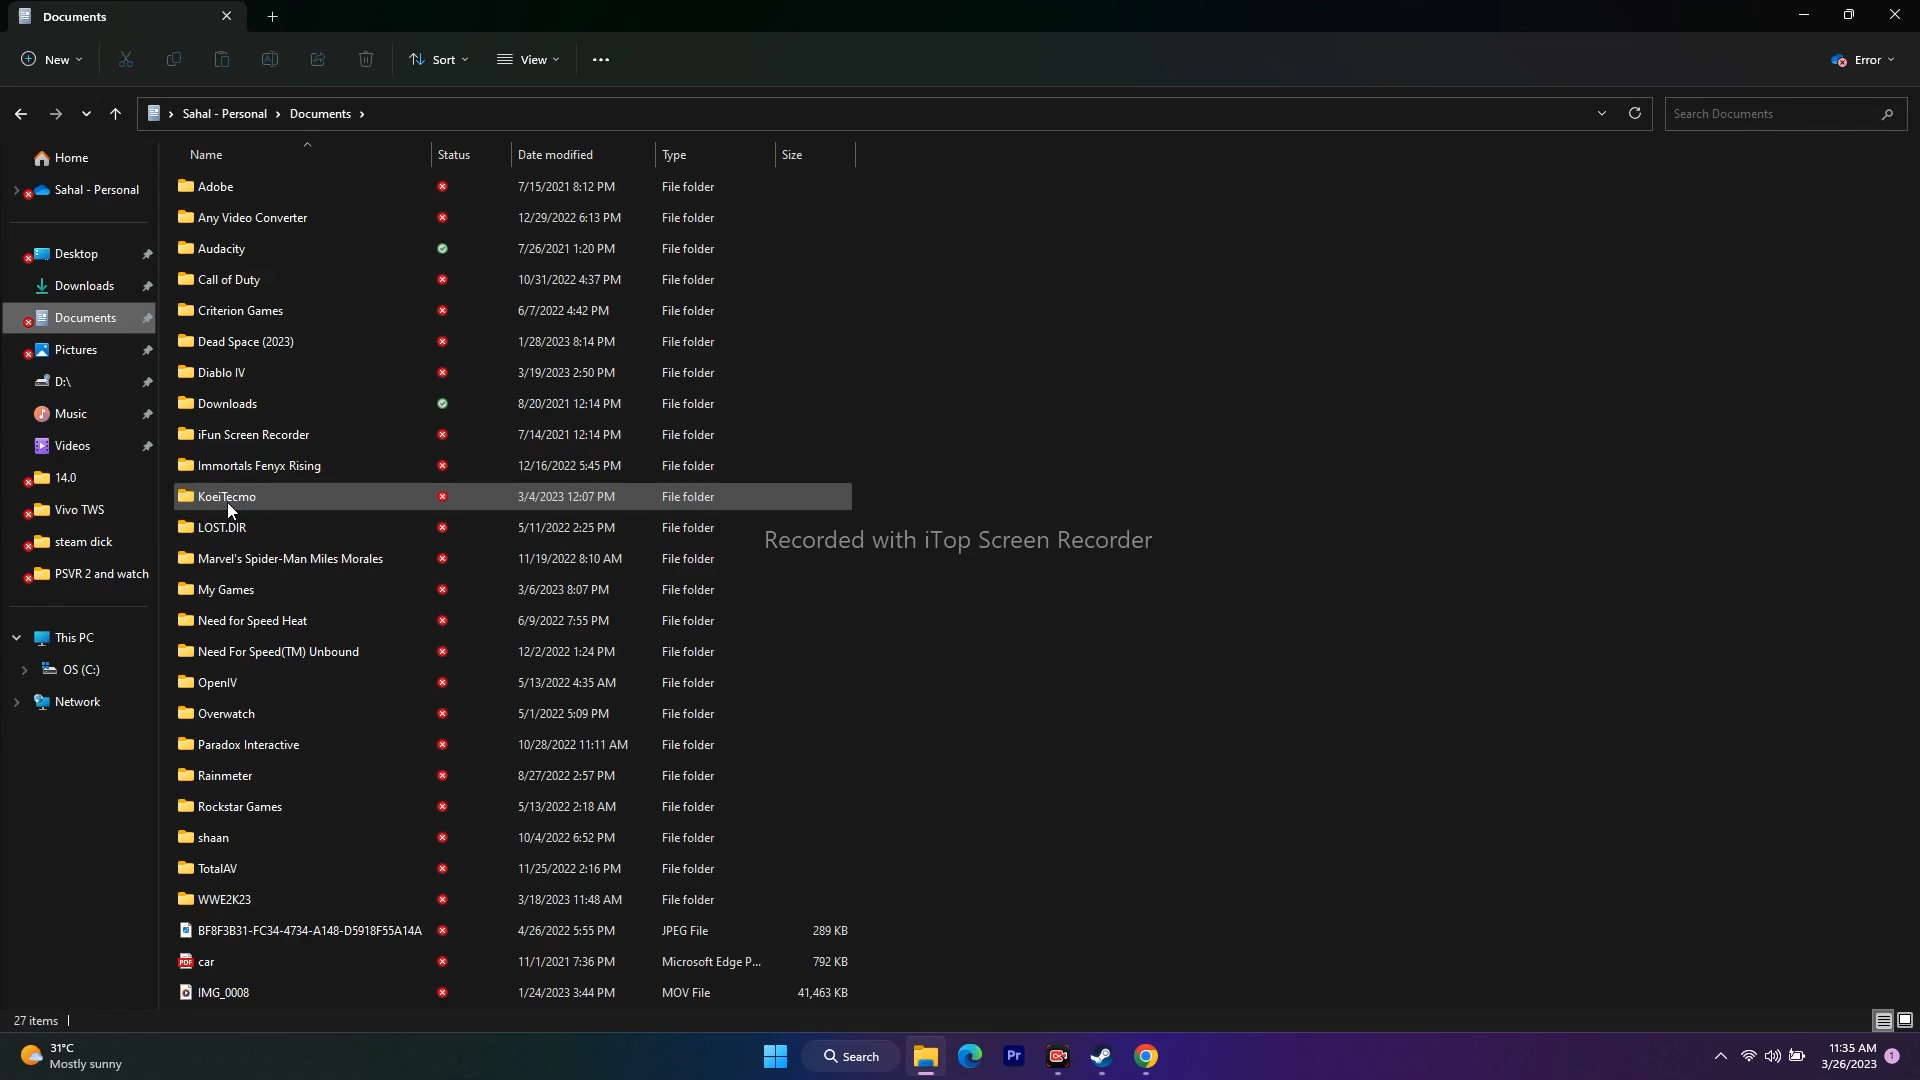 Documents
New
Sort
View
Error
Sahal - Personal
Documents
Search Documents
Home
Sahal - Personal
Desktop
Downloads
Documents
Pictures
D:\
Music
Videos
14.0
Vivo TWS
steam dick
PSVR 2 and watch
This PC
OS (C:)
Network
Name Status Date modified Type Size
Adobe 7/15/2021 8:12 PM File folder
Any Video Converter 12/29/2022 6:13 PM File folder
Audacity 7/26/2021 1:20 PM File folder
Call of Duty 10/31/2022 4:37 PM File folder
Criterion Games 6/7/2022 4:42 PM File folder
Dead Space (2023) 1/28/2023 8:14 PM File folder
Diablo IV 3/19/2023 2:50 PM File folder
Downloads 8/20/2021 12:14 PM File folder
iFun Screen Recorder 7/14/2021 12:14 PM File folder
Immortals Fenyx Rising 12/16/2022 5:45 PM File folder
KoeiTecmo 3/4/2023 12:07 PM File folder
LOST.DIR 5/11/2022 2:25 PM File folder
Marvel's Spider-Man Miles Morales 11/19/2022 8:10 AM File folder
My Games 3/6/2023 8:07 PM File folder
Need for Speed Heat 6/9/2022 7:55 PM File folder
Need For Speed(TM) Unbound 12/2/2022 1:24 PM File folder
OpenIV 5/13/2022 4:35 AM File folder
Overwatch 5/1/2022 5:09 PM File folder
Paradox Interactive 10/28/2022 11:11 AM File folder
Rainmeter 8/27/2022 2:57 PM File folder
Rockstar Games 5/13/2022 2:18 AM File folder
shaan 10/4/2022 6:52 PM File folder
TotalAV 11/25/2022 2:16 PM File folder
WWE2K23 3/18/2023 11:48 AM File folder
BF8F3B31-FC34-4734-A148-D5918F55A14A 4/26/2022 5:55 PM JPEG File 289 KB
PDF car 11/1/2021 7:36 PM Microsoft Edge P... 792 KB
IMG_0008 1/24/2023 3:44 PM MOV File 41,463 KB
Recorded with iTop Screen Recorder
27 items
31°C
Mostly sunny
Search
Pr
11:35 AM
3/26/2023
1